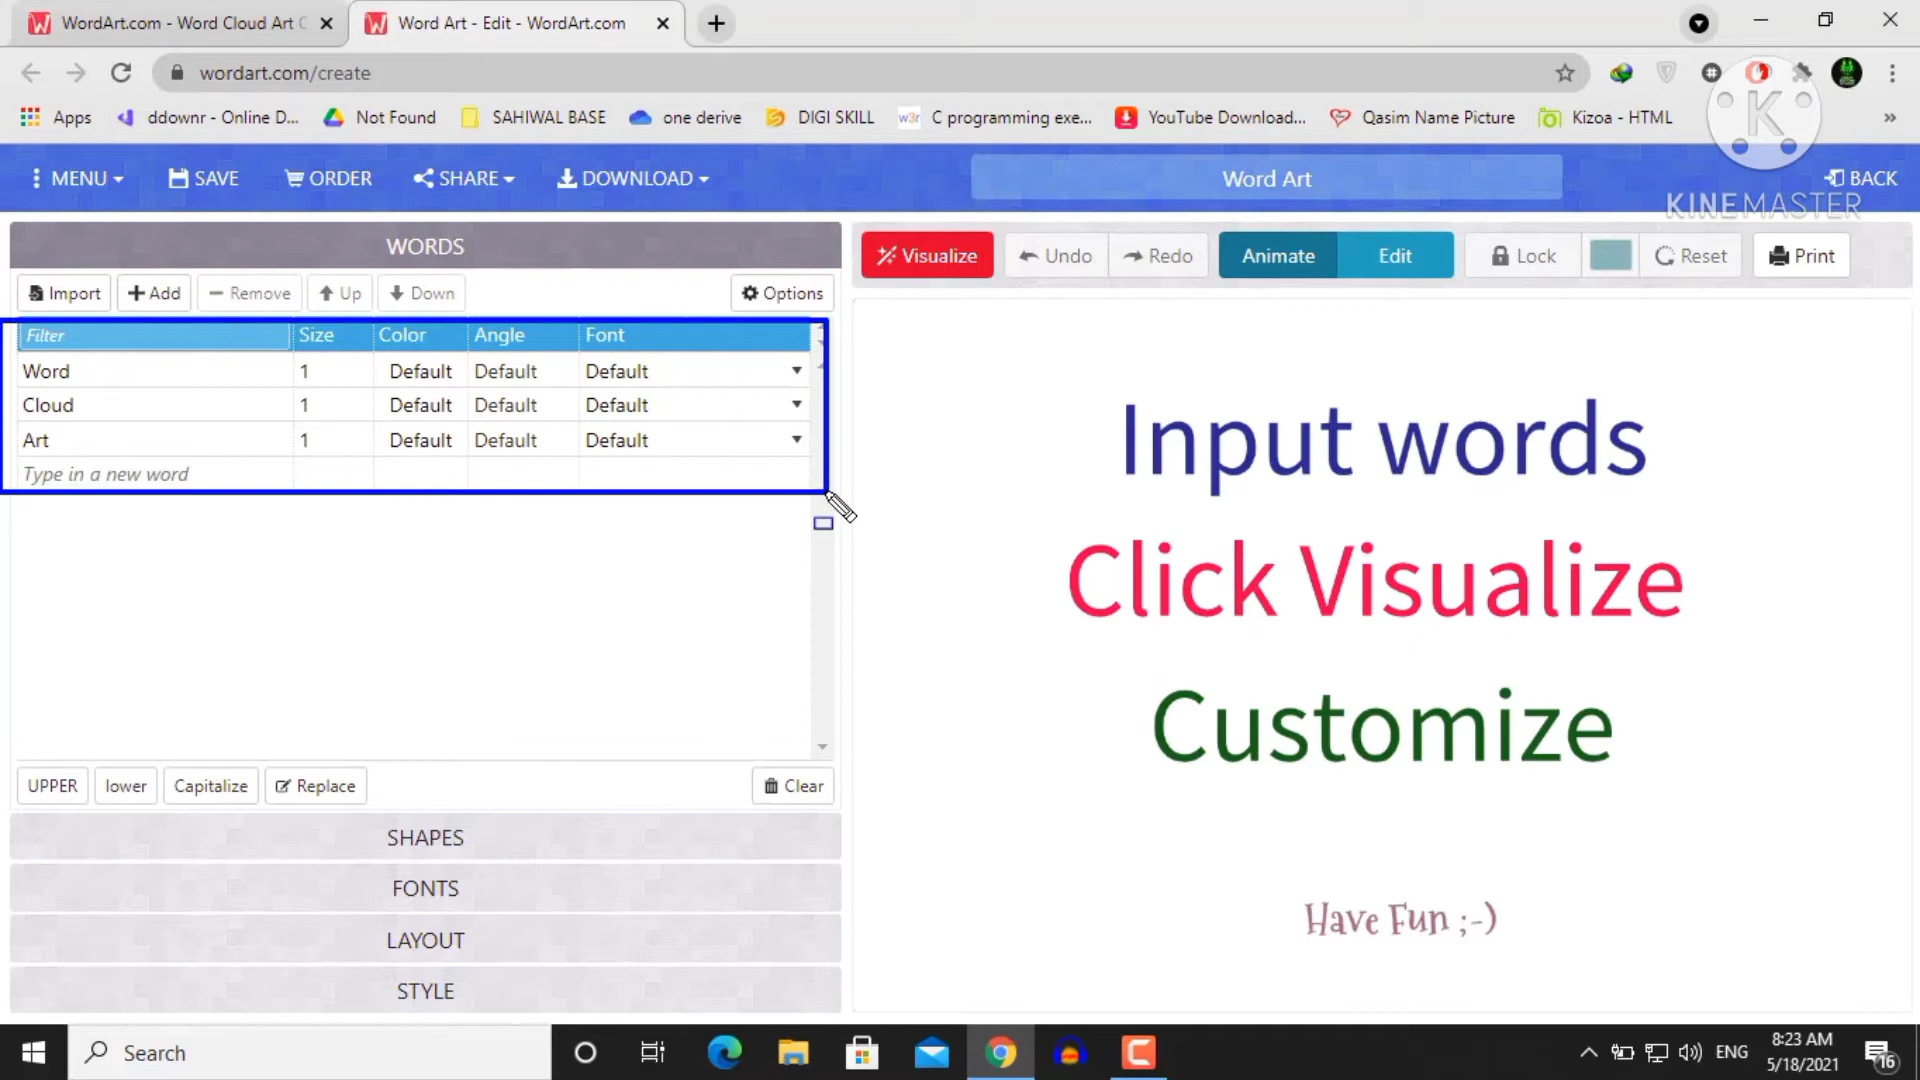 WordArt.com - Word Cloud Art
Word Art - Edit - WordArt.com
wordart.com/create
Apps
ddownr - Online D...
Not Found
SAHIWAL BASE
one derive
DIGI SKILL
w3r
C programming exe...
YouTube Download...
Qasim Name Picture
Kizoa - HTML
»
K
KINEMASTER
MENU
SAVE
ORDER
SHARE
DOWNLOAD
Word Art
BACK
WORDS
Visualize
Undo
Redo
Animate
Edit
Lock
Reset
Print
Import
Add
Remove
Up
Down
Options
Filter Size Color Angle Font
Word 1 Default Default Default
Cloud 1 Default Default Default
Art 1 Default Default Default
Type in a new word
Input words
Click Visualize
Customize
Have Fun ;-)
UPPER
lower
Capitalize
Replace
Clear
SHAPES
FONTS
LAYOUT
STYLE
Search
ENG
8:23 AM
5/18/2021
16